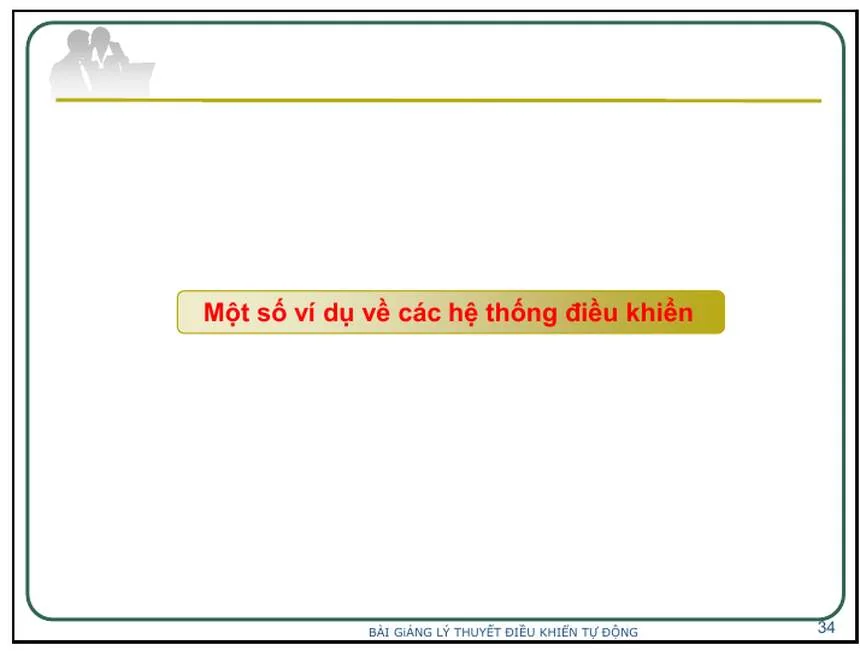 Một số ví dụ về các hệ thống điều khiển
BÀI GiẢNG LÝ THUYẾT ĐIỀU KHIỂN TỰ ĐỘNG
34